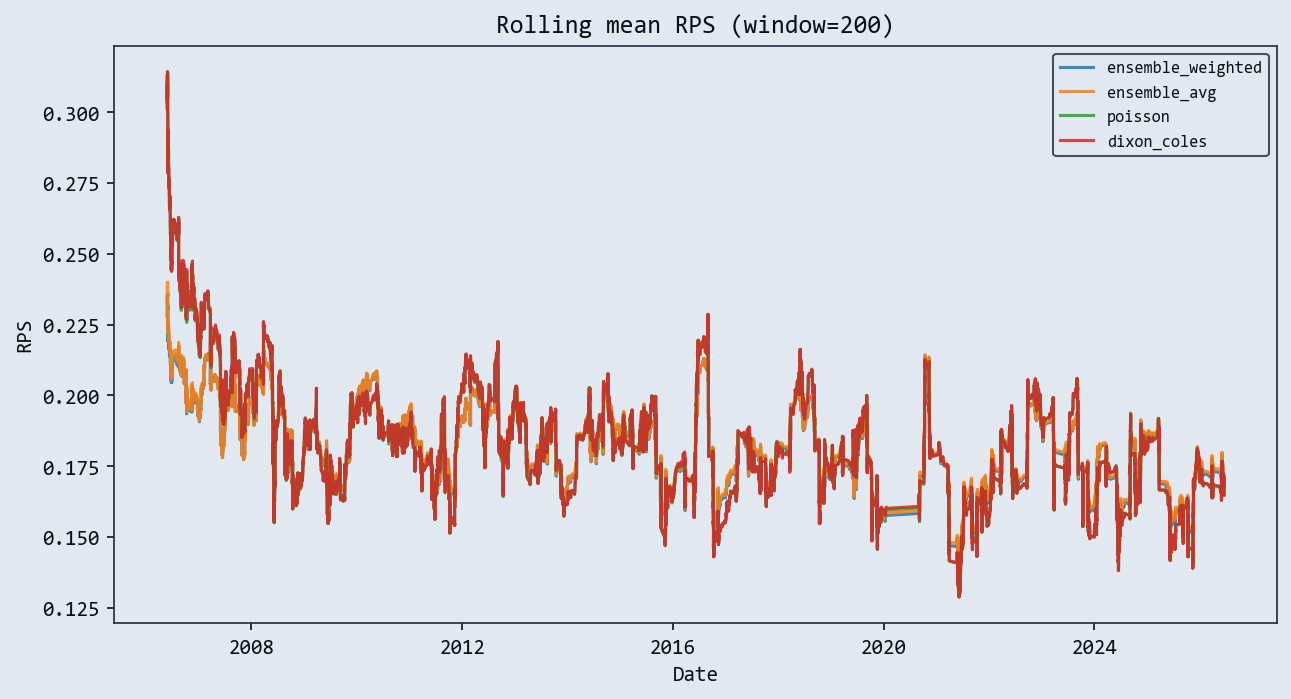 Rolling mean RPS (window=200)
ensemble_weighted
ensemble_avg
poisson
dixon_coles
0.300
0.275
0.250
0.225
0.200
0.175
0.150
0.125
RPS
2008 2012 2016 2020 2024
Date